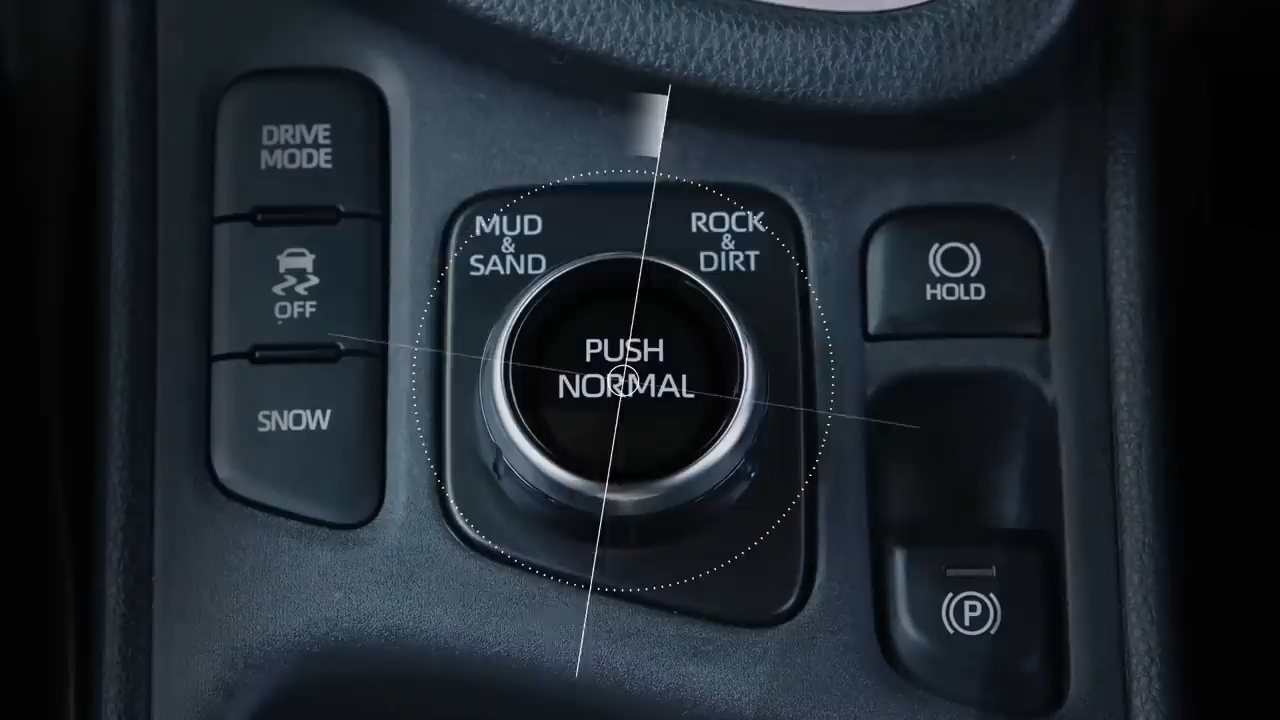 DRIVE
MODE
OFF
SNOW
MUD
&
SAND
ROCK
&
DIRT
PUSH
NORMAL
HOLD
P